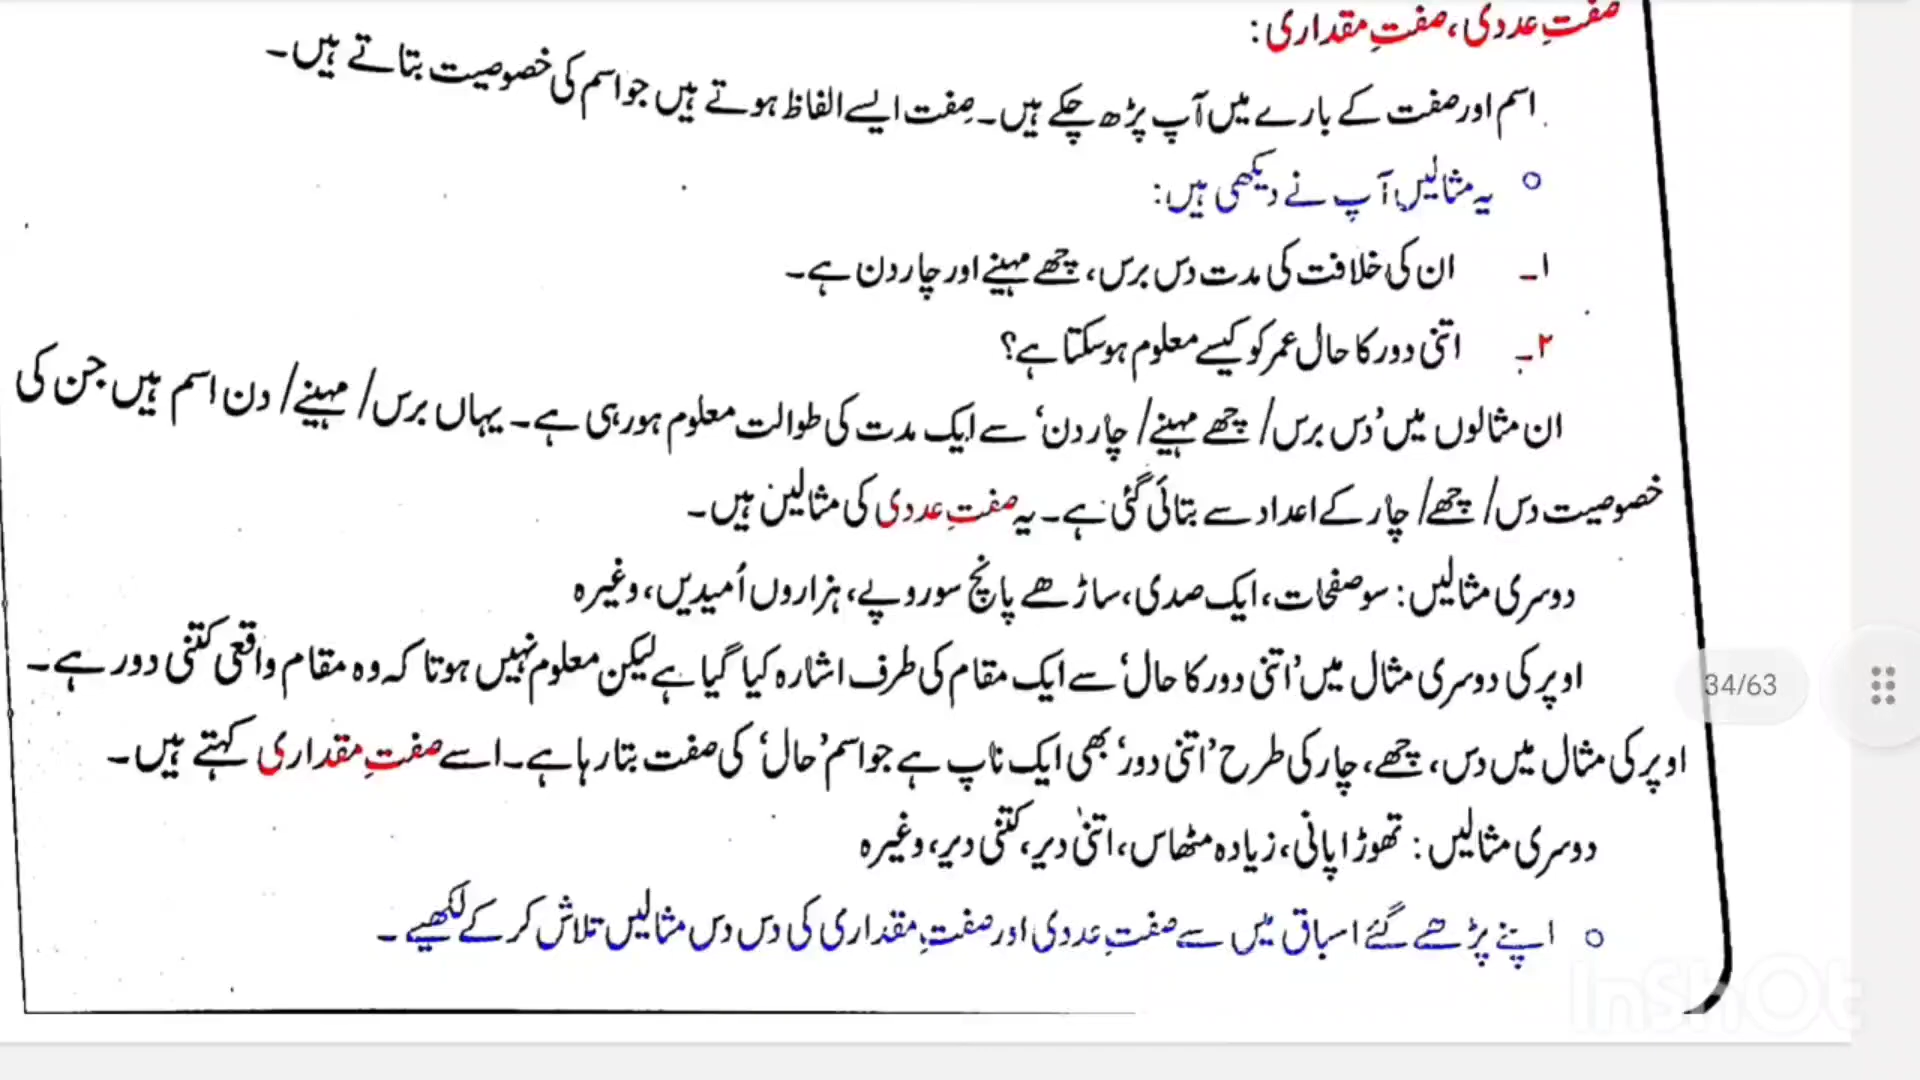 صفتِ عددی، صفتِ مقداری:
اسم اور صفت کے بارے میں آپ پڑھ چکے ہیں۔ صِفت ایسے الفاظ ہوتے ہیں جو اسم کی خصوصیت بتاتے ہیں۔
○ یہ مثالیں آپ نے دیکھی ہیں:
۱۔ ان کی خلافت کی مدت دس برس، چھے مہینے اور چار دن ہے۔
۲۔ اتنی دور کا حال عمر کو کیسے معلوم ہو سکتا ہے؟
ان مثالوں میں ’دس برس/ چھے مہینے/ چار دن‘ سے ایک مدت کی طوالت معلوم ہو رہی ہے۔ یہاں برس/ مہینے/ دن اسم ہیں جن کی
خصوصیت دس/ چھے/ چار کے اعداد سے بتائی گئی ہے۔ یہ صفتِ عددی کی مثالیں ہیں۔
دوسری مثالیں: سو صفحات، ایک صدی، ساڑھے پانچ سو روپے، ہزاروں اُمیدیں، وغیرہ
اوپر کی دوسری مثال میں ’اتنی دور کا حال‘ سے ایک مقام کی طرف اشارہ کیا گیا ہے لیکن معلوم نہیں ہوتا کہ وہ مقام واقعی کتنی دور ہے۔
اوپر کی مثال میں دس، چھے، چار کی طرح ’اتنی دور‘ بھی ایک ناپ ہے جو اسم ’حال‘ کی صفت بتا رہا ہے۔ اسے صفتِ مقداری کہتے ہیں۔
دوسری مثالیں: تھوڑا پانی، زیادہ مٹھاس، اتنی دیر، کتنی دیر، وغیرہ
○ اپنے پڑھے گئے اسباق میں سے صفتِ عددی اور صفتِ مقداری کی دس دس مثالیں تلاش کر کے لکھیے۔
34/63
InShOt